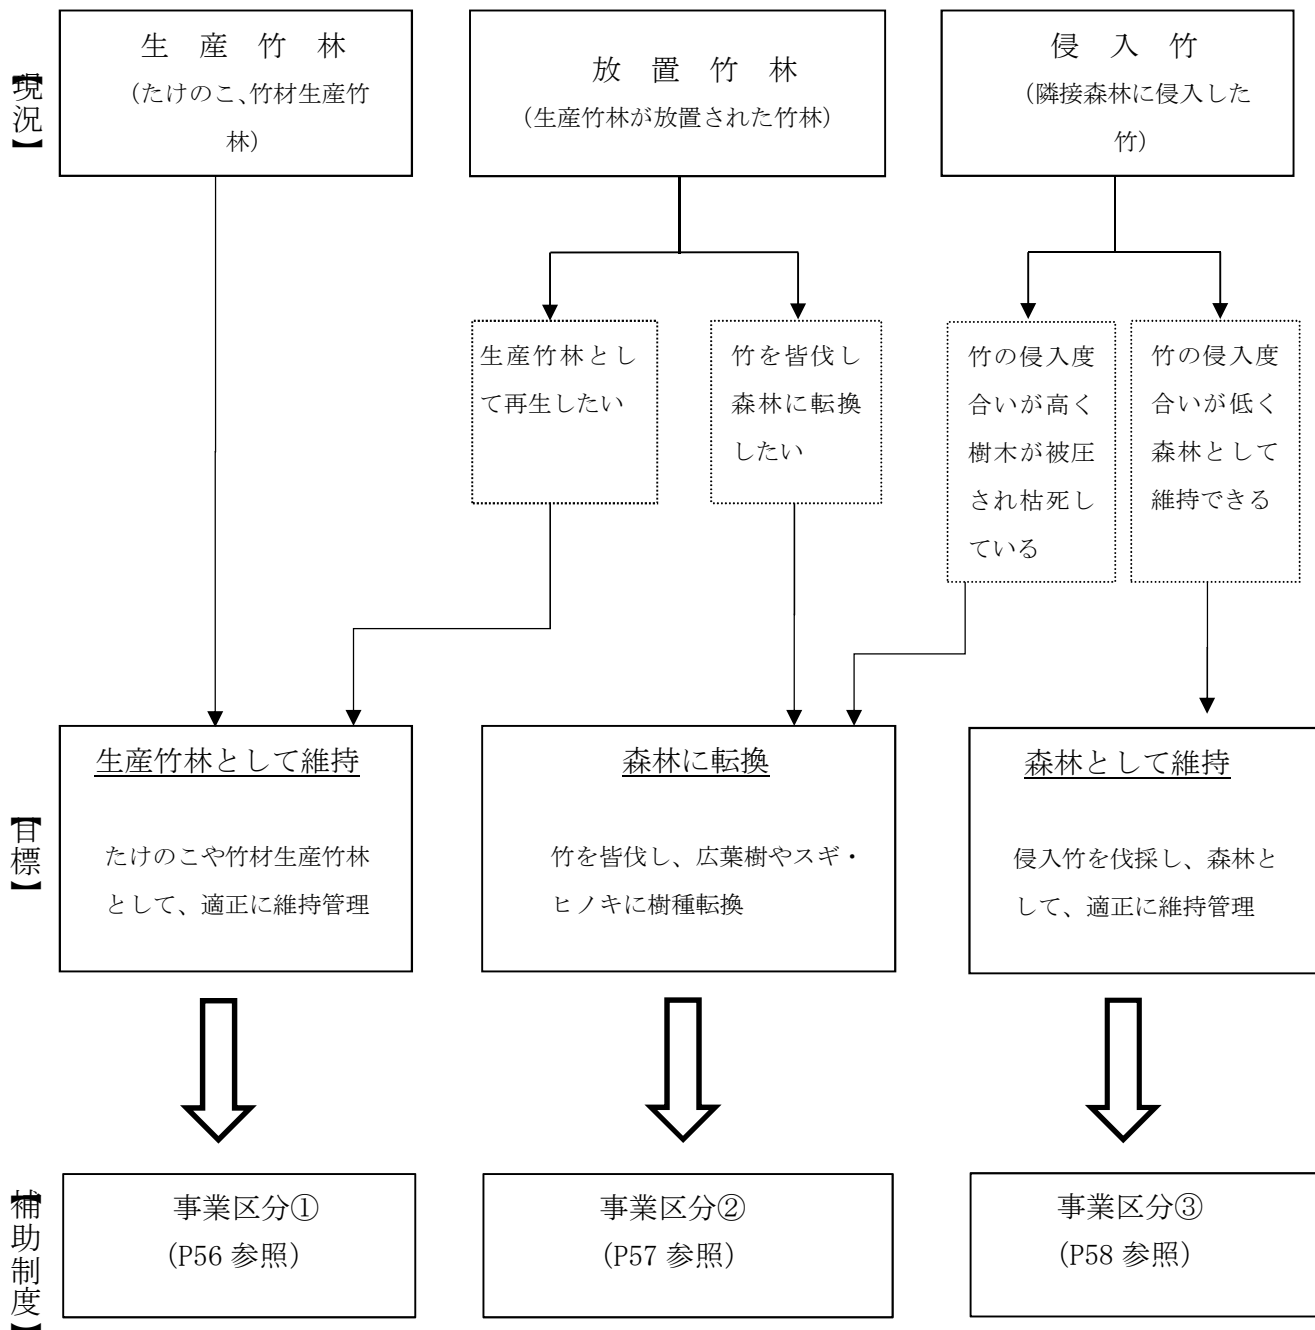 【現況】
生産竹林
（たけのこ、竹材生産竹
林）
放置竹林
（生産竹林が放置された竹林）
侵入竹
（隣接森林に侵入した
竹）
生産竹林とし
て再生したい
竹を皆伐し
森林に転換
したい
竹の侵入度
合いが高く
樹木が被圧
され枯死し
ている
竹の侵入度
合いが低く
森林として
維持できる
【目標】
生産竹林として維持
たけのこや竹材生産竹林
として、適正に維持管理
森林に転換
竹を皆伐し、広葉樹やスギ・
ヒノキに樹種転換
森林として維持
侵入竹を伐採し、森林と
して、適正に維持管理
【補助制度】
事業区分①
（P56 参照）
事業区分②
（P57 参照）
事業区分③
（P58 参照）